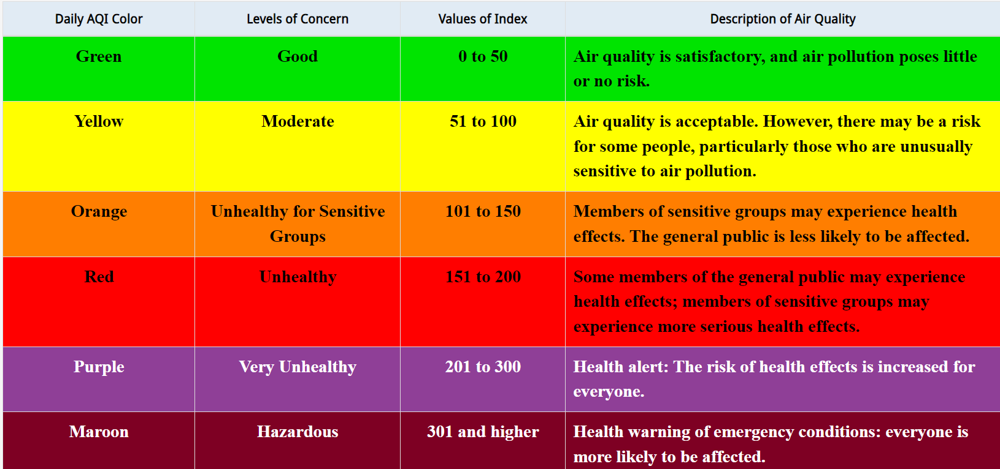 Daily AQI Color Levels of Concern Values of Index Description of Air Quality
Green Good 0 to 50 Air quality is satisfactory, and air pollution poses little
or no risk.
Yellow Moderate 51 to 100 Air quality is acceptable. However, there may be a risk
for some people, particularly those who are unusually
sensitive to air pollution.
Orange Unhealthy for Sensitive 101 to 150 Members of sensitive groups may experience health
Groups effects. The general public is less likely to be affected.
Red Unhealthy 151 to 200 Some members of the general public may experience
health effects; members of sensitive groups may
experience more serious health effects.
Purple Very Unhealthy 201 to 300 Health alert: The risk of health effects is increased for
everyone.
Maroon Hazardous 301 and higher Health warning of emergency conditions: everyone is
more likely to be affected.